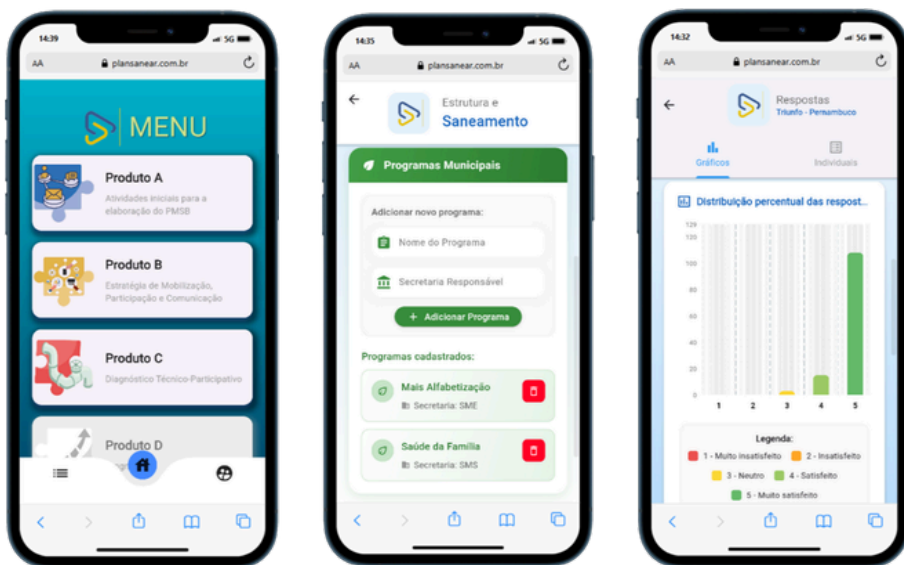 14:39
5G
AA
plansanear.com.br
MENU
Produto A
Atividades iniciais para a
elaboração do PMSB
Produto B
Estratégia de Mobilização,
Participação e Comunicação
Produto C
Diagnóstico Técnico-Participativo
Produto D
14:35
5G
AA
plansanear.com.br
Estrutura e
Saneamento
Programas Municipais
Adicionar novo programa:
Nome do Programa
Secretaria Responsável
+ Adicionar Programa
Programas cadastrados:
Mais Alfabetização
Secretaria: SME
Saúde da Família
Secretaria: SMS
14:32
5G
AA
plansanear.com.br
Respostas
Triunfo - Pernambuco
Gráficos
Individuais
Distribuição percentual das respost...
129
120
100
80
60
40
20
0
1 2 3 4 5
Legenda:
1 - Muito insatisfeito 2 - Insatisfeito
3 - Neutro 4 - Satisfeito
5 - Muito satisfeito